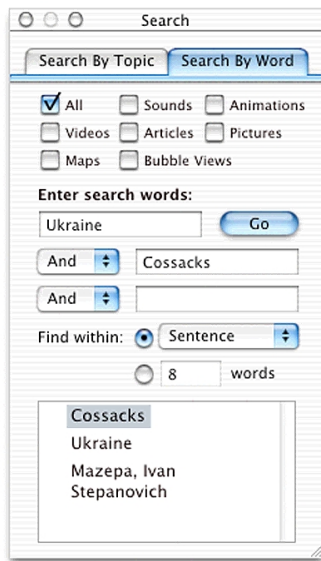 Search
Search By Topic Search By Word
All Sounds Animations
Videos Articles Pictures
Maps Bubble Views
Enter search words:
Ukraine Go
And Cossacks
And
Find within: Sentence
8 words
Cossacks
Ukraine
Mazepa, Ivan
Stepanovich